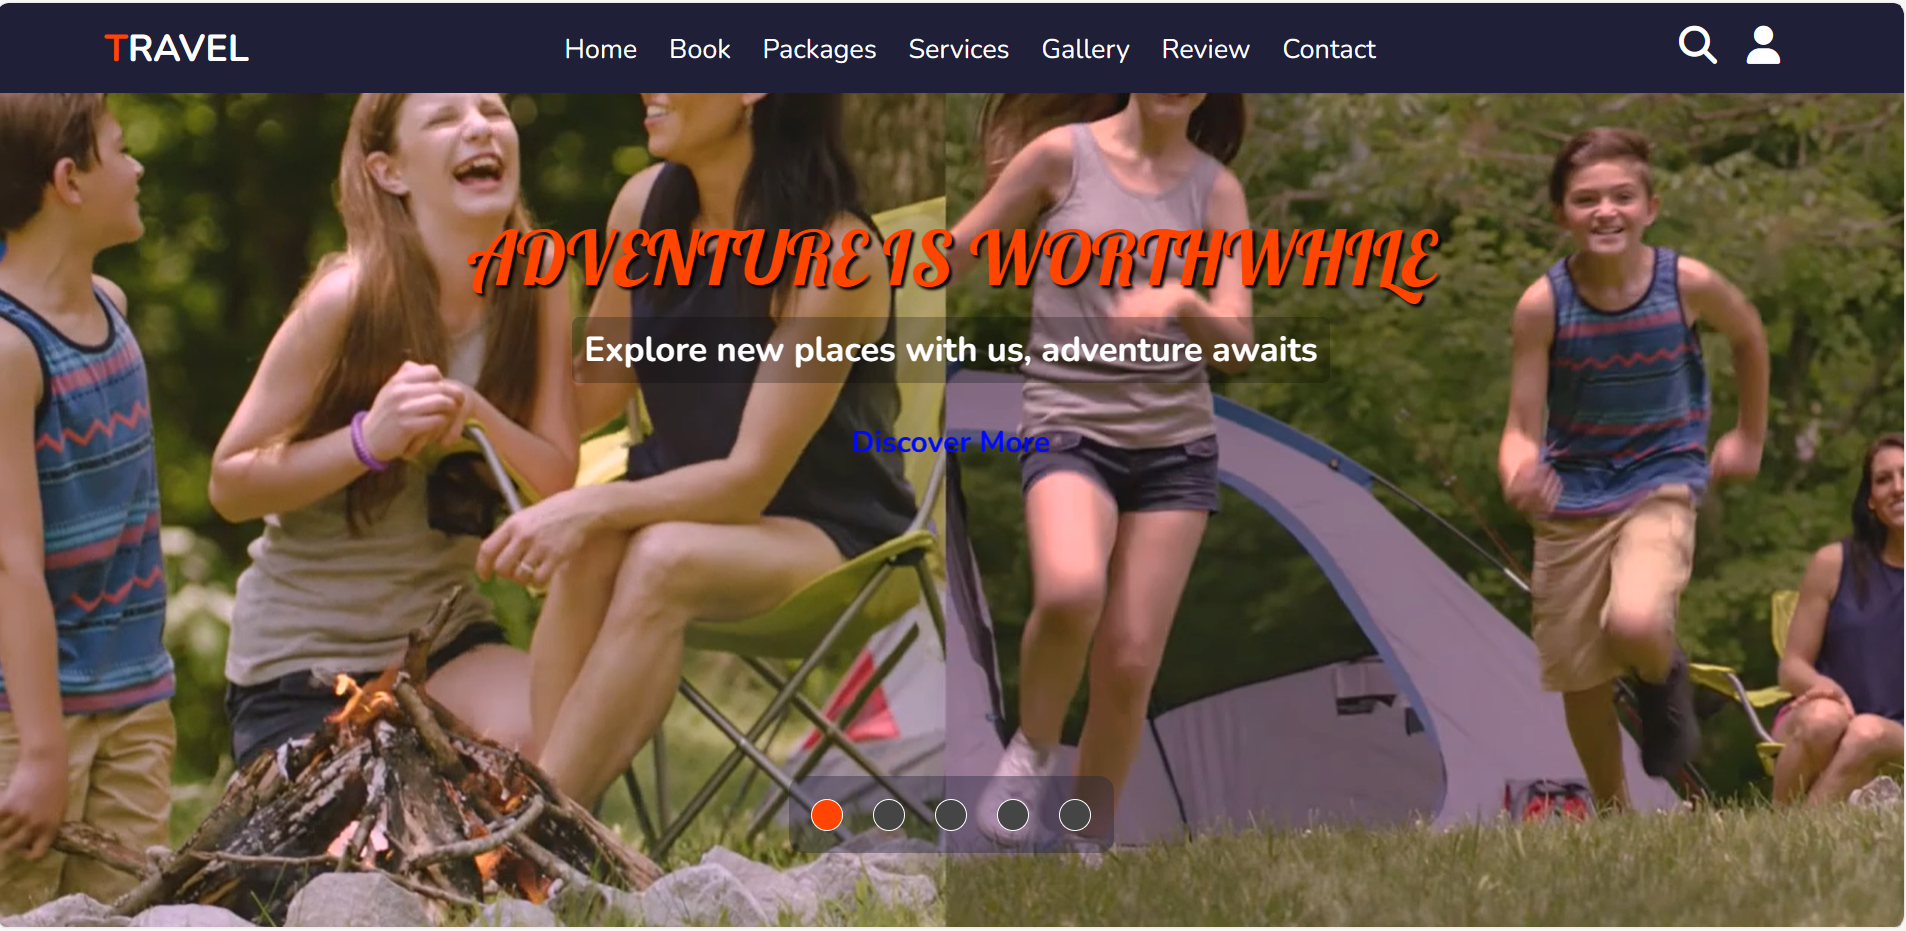 TRAVEL
Home Book Packages Services Gallery Review Contact
ADVENTURE IS WORTHWHILE
Explore new places with us, adventure awaits
Discover More